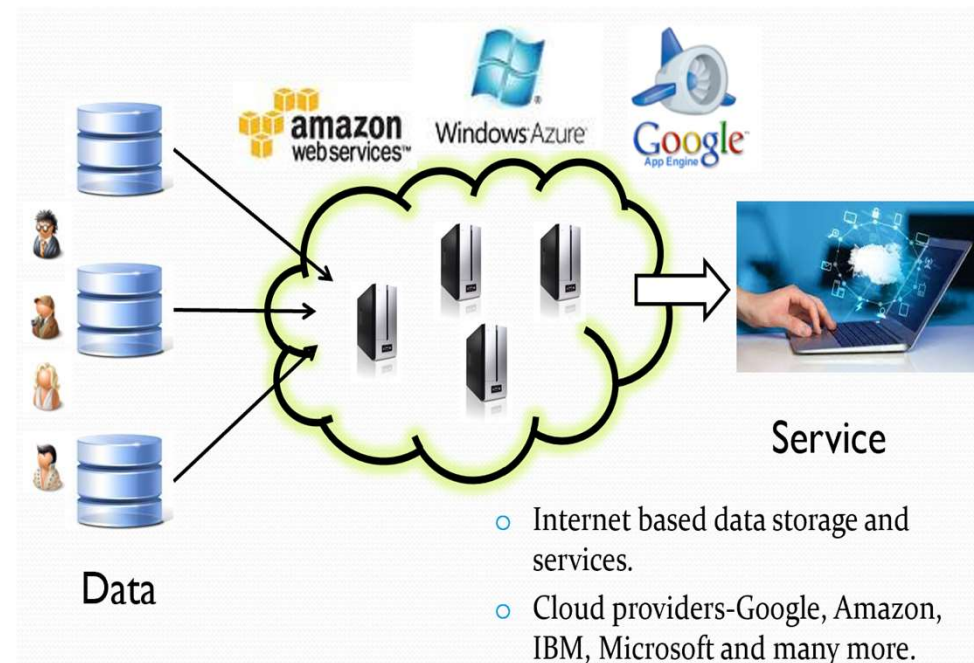 amazon
webservices™
Windows Azure
Google™
App Engine
Service
Data
Internet based data storage and
services.
Cloud providers-Google, Amazon,
IBM, Microsoft and many more.